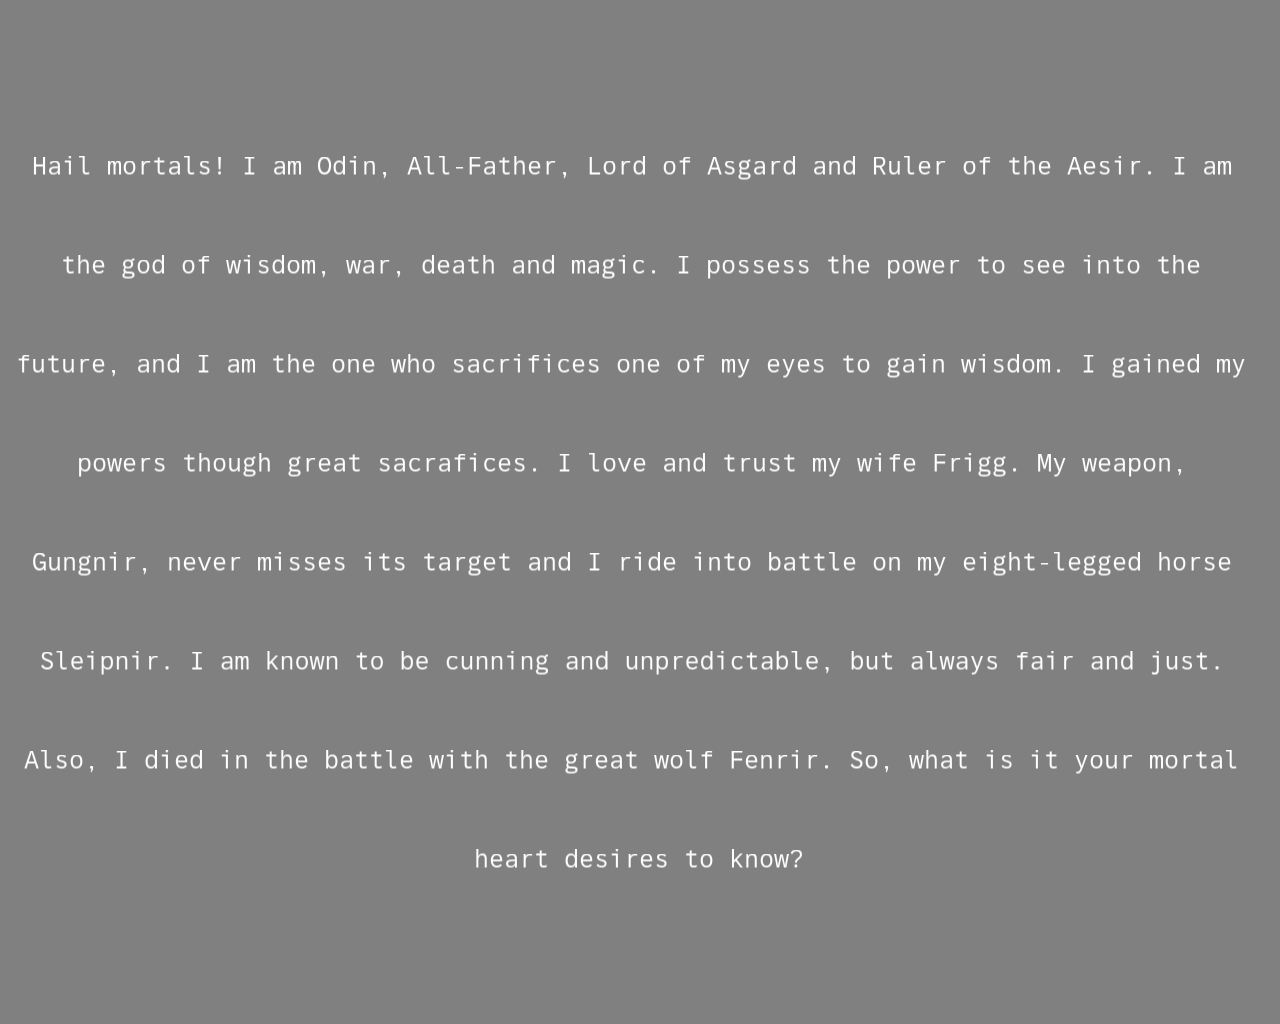 Hail mortals! I am Odin, All-Father, Lord of Asgard and Ruler of the Aesir. I am
the god of wisdom, war, death and magic. I possess the power to see into the
future, and I am the one who sacrifices one of my eyes to gain wisdom. I gained my
powers though great sacrafices. I love and trust my wife Frigg. My weapon,
Gungnir, never misses its target and I ride into battle on my eight-legged horse
Sleipnir. I am known to be cunning and unpredictable, but always fair and just.
Also, I died in the battle with the great wolf Fenrir. So, what is it your mortal
heart desires to know?